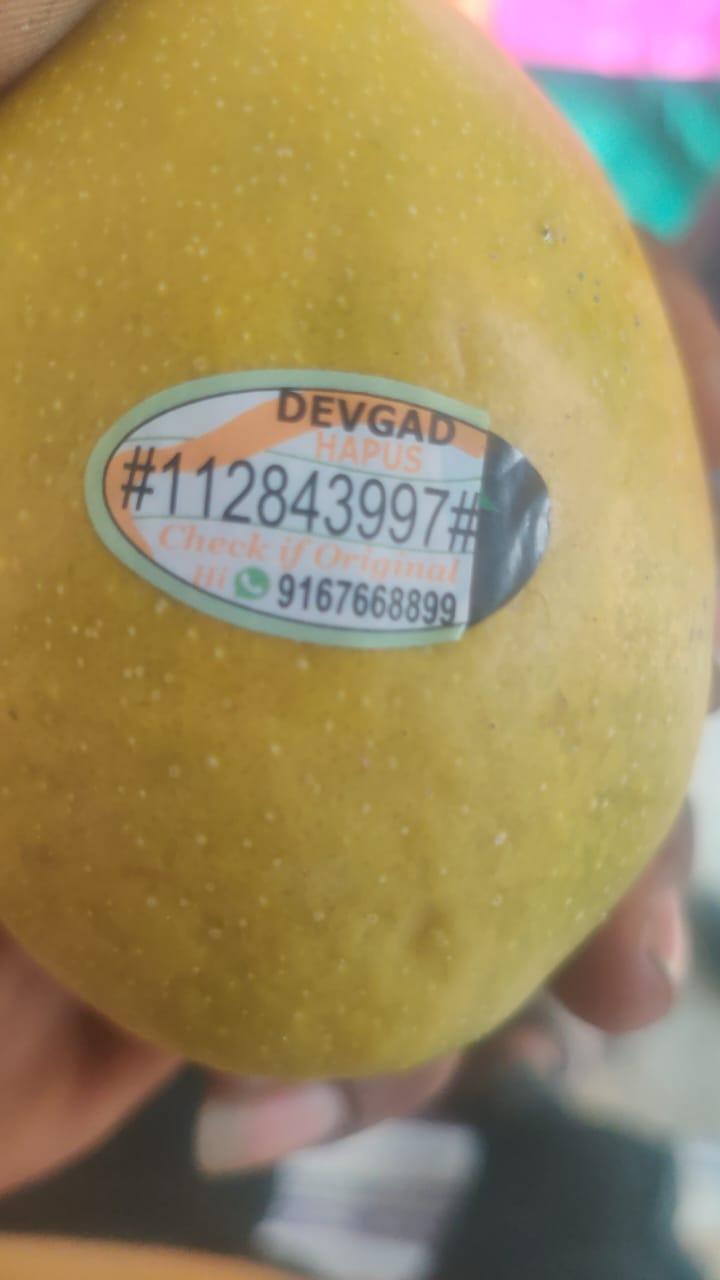 DEVGAD
HAPUS
#112843997#
Check if Original
Hi 9167668899